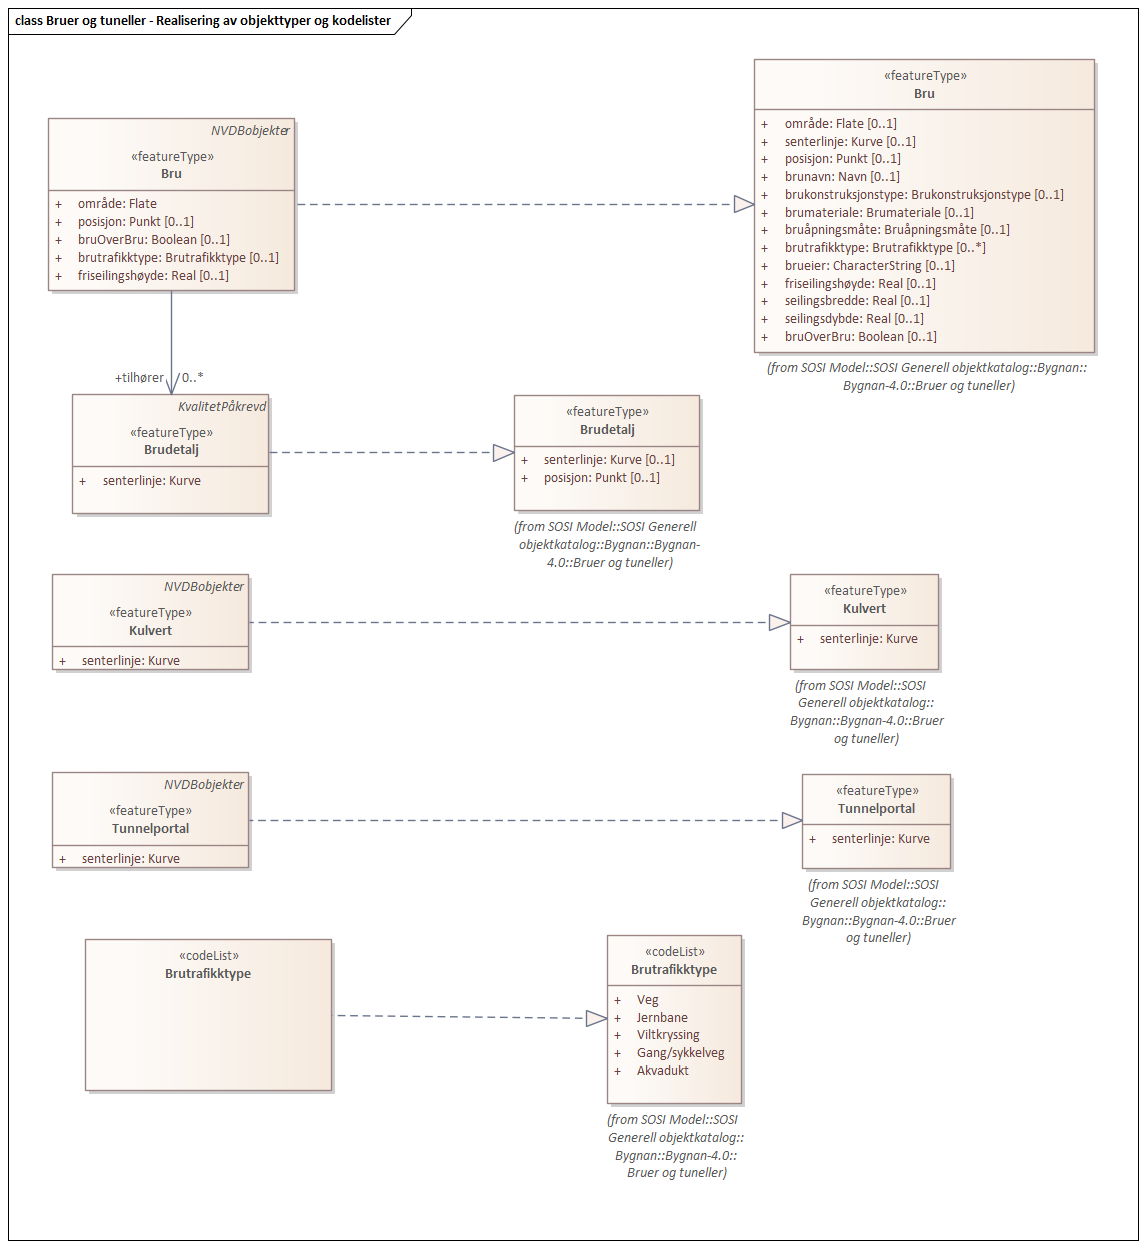 class Bruer og tuneller - Realisering av objekttyper og kodelister
NVDBobjekter
«featureType»
Bru
+ område: Flate
+ posisjon: Punkt [0..1]
+ bruOverBru: Boolean [0..1]
+ brutrafikktype: Brutrafikktype [0..1]
+ friseilingshøyde: Real [0..1]
«featureType»
Bru
+ område: Flate [0..1]
+ senterlinje: Kurve [0..1]
+ posisjon: Punkt [0..1]
+ brunavn: Navn [0..1]
+ brukonstruksjonstype: Brukonstruksjonstype [0..1]
+ brumateriale: Brumateriale [0..1]
+ bruåpningsmåte: Bruåpningsmåte [0..1]
+ brutrafikktype: Brutrafikktype [0..*]
+ brueier: CharacterString [0..1]
+ friseilingshøyde: Real [0..1]
+ seilingsbredde: Real [0..1]
+ seilingsdybde: Real [0..1]
+ bruOverBru: Boolean [0..1]
(from SOSI Model::SOSI Generell objektkatalog::Bygnan::
Bygnan-4.0::Bruer og tuneller)
+tilhører 0..*
KvalitetPåkrevd
«featureType»
Brudetalj
+ senterlinje: Kurve
«featureType»
Brudetalj
+ senterlinje: Kurve [0..1]
+ posisjon: Punkt [0..1]
(from SOSI Model::SOSI Generell
objektkatalog::Bygnan::Bygnan-
4.0::Bruer og tuneller)
NVDBobjekter
«featureType»
Kulvert
+ senterlinje: Kurve
«featureType»
Kulvert
+ senterlinje: Kurve
(from SOSI Model::SOSI
Generell objektkatalog::
Bygnan::Bygnan-4.0::Bruer
og tuneller)
NVDBobjekter
«featureType»
Tunnelportal
+ senterlinje: Kurve
«featureType»
Tunnelportal
+ senterlinje: Kurve
(from SOSI Model::SOSI
Generell objektkatalog::
Bygnan::Bygnan-4.0::Bruer
og tuneller)
«codeList»
Brutrafikktype
«codeList»
Brutrafikktype
+ Veg
+ Jernbane
+ Viltkryssing
+ Gang/sykkelveg
+ Akvadukt
(from SOSI Model::SOSI
Generell objektkatalog::
Bygnan::Bygnan-4.0::
Bruer og tuneller)